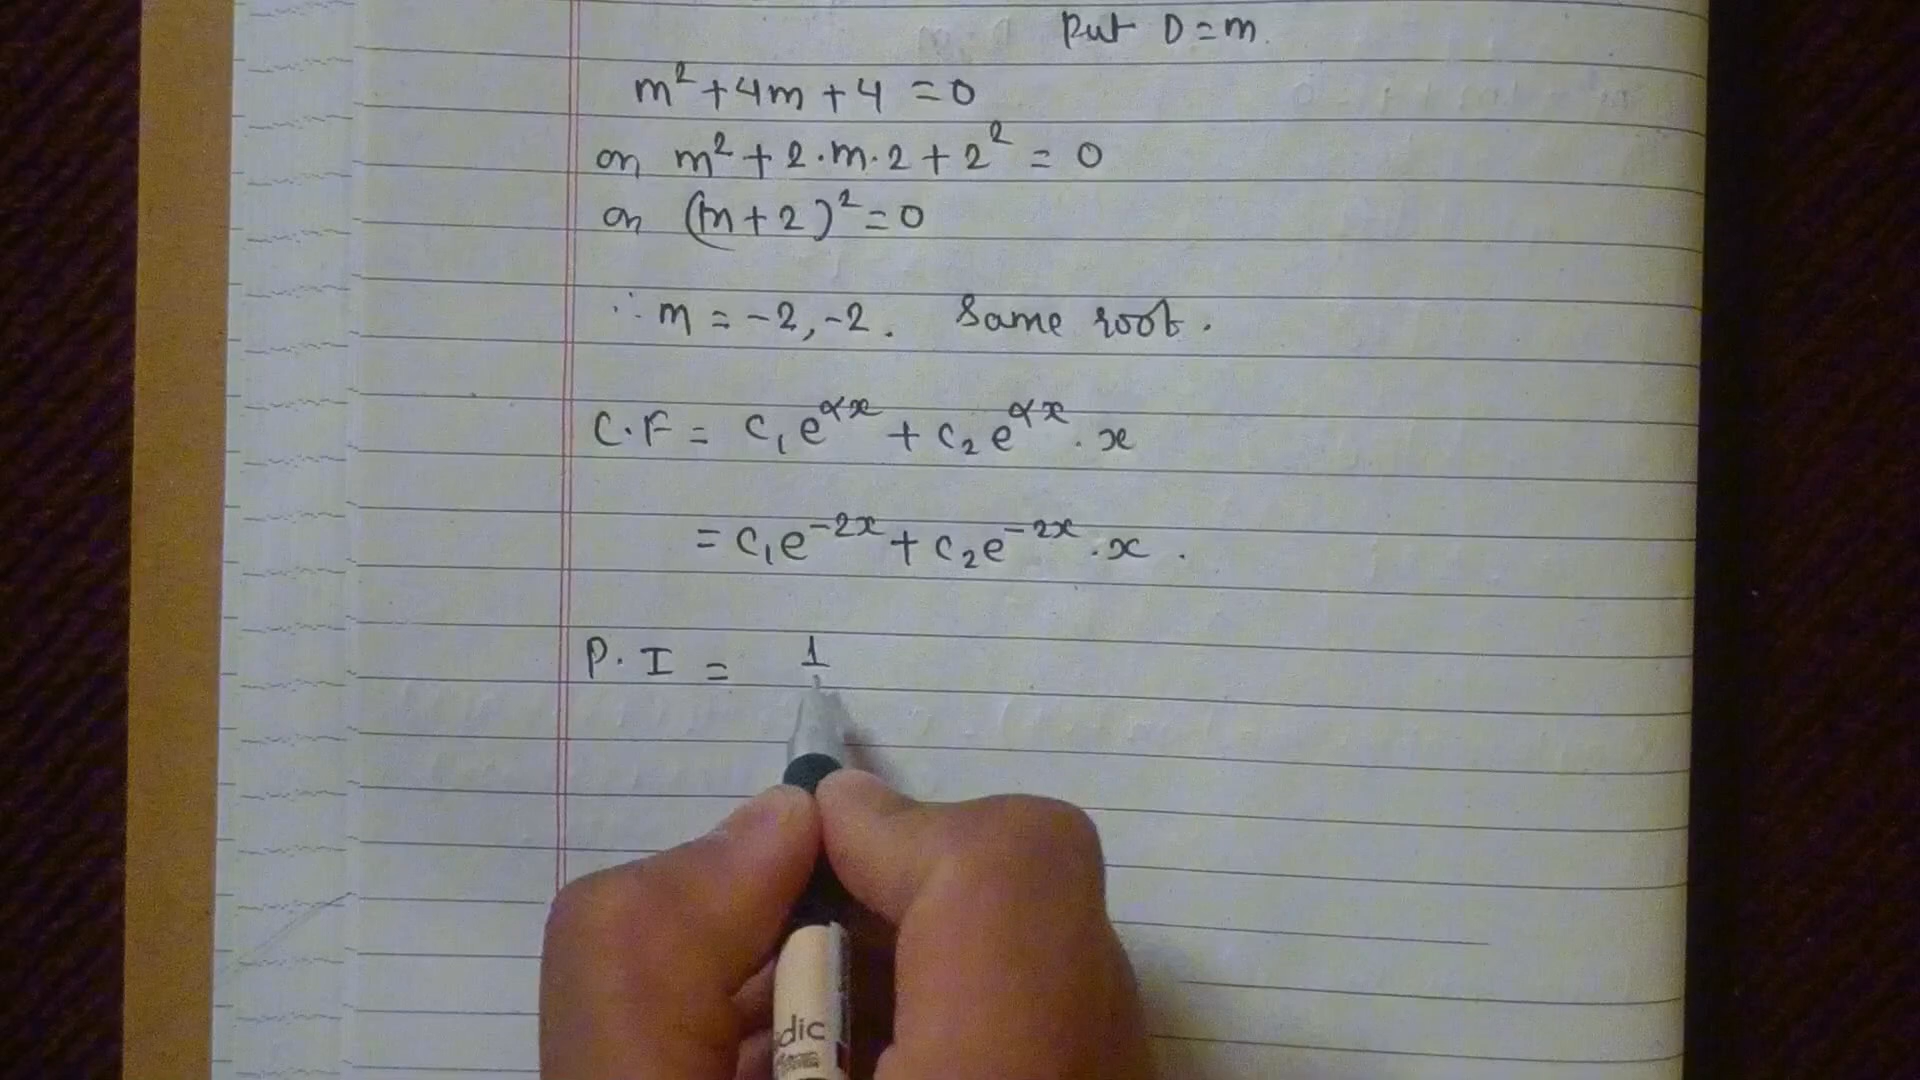 Put D = m.
m² + 4m + 4 = 0
or m² + 2·m·2 + 2² = 0
or (m + 2)² = 0
∴ m = -2, -2. Same root.
C.F = c₁e^αx + c₂e^αx · x
= c₁e^-2x + c₂e^-2x · x .
P. I = 1
dic